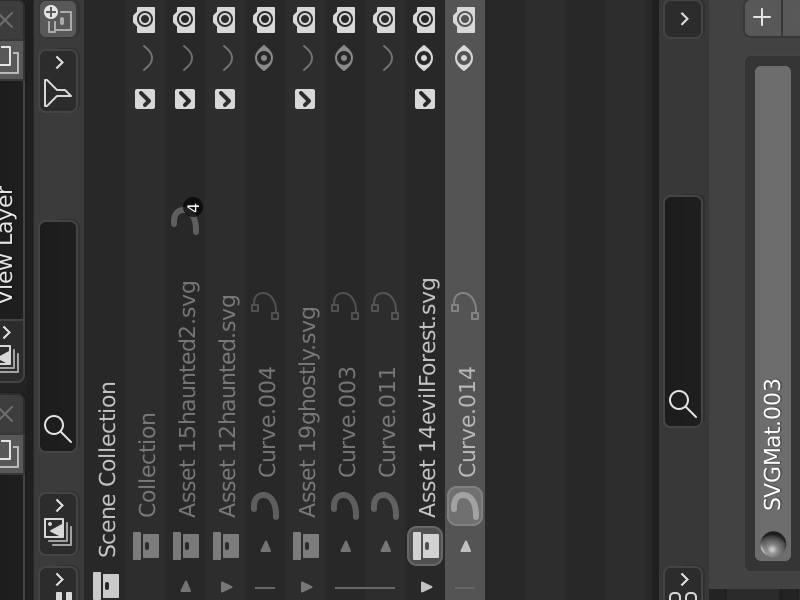 View Layer
Scene Collection
Collection
Asset 15haunted2.svg
4
Asset 12haunted.svg
Curve.004
Asset 19ghostly.svg
Curve.003
Curve.011
Asset 14evilForest.svg
Curve.014
SVGMat.003